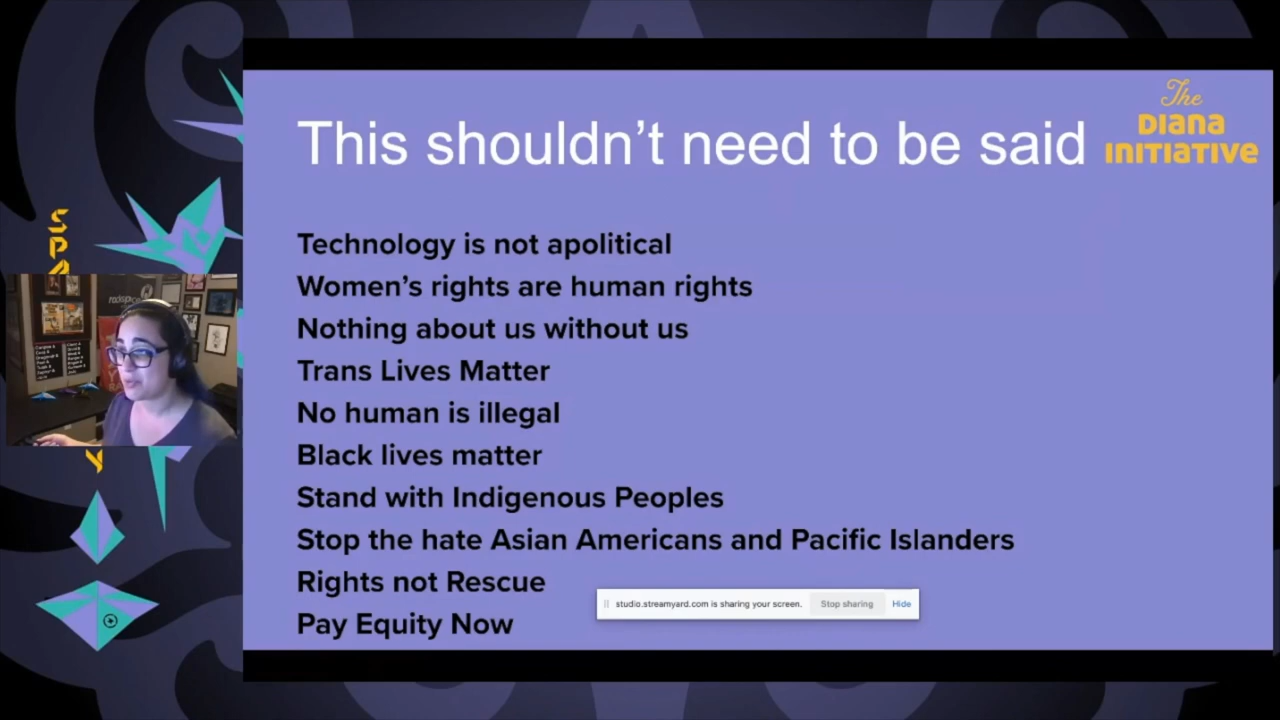 This shouldn't need to be said
The
DIANA
INITIATIVE
Technology is not apolitical
Women's rights are human rights
Nothing about us without us
Trans Lives Matter
No human is illegal
Black lives matter
Stand with Indigenous Peoples
Stop the hate Asian Americans and Pacific Islanders
Rights not Rescue
Pay Equity Now
studio.streamyard.com is sharing your screen. Stop sharing Hide